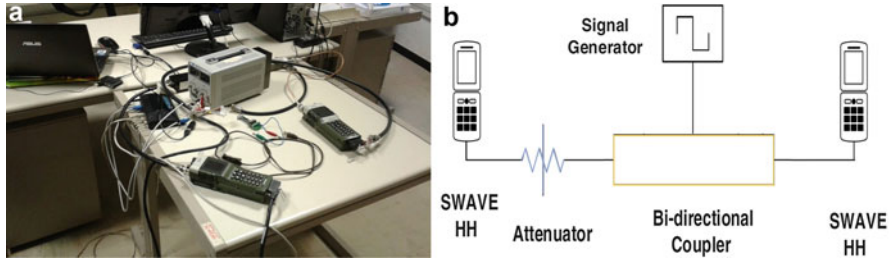 a
ASUS
b
Signal
Generator
SWAVE
HH
Attenuator
Bi-directional
Coupler
SWAVE
HH